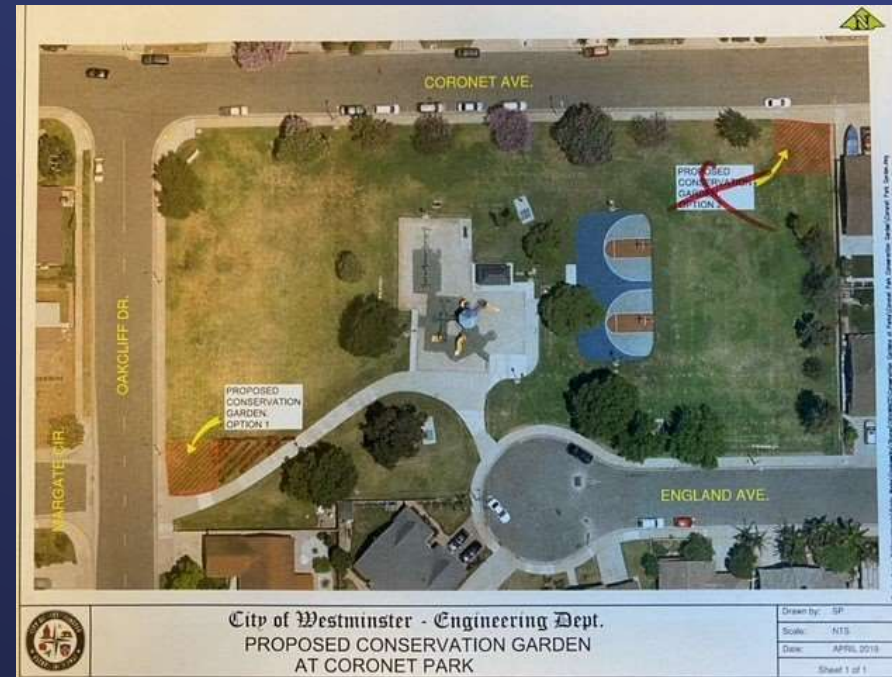 N
CORONET AVE.
PROPOSED
CONSERVATION
GARDEN
OPTION 2
OAKCLIFF DR.
PROPOSED
CONSERVATION
GARDEN.
OPTION 1
MARGATE CIR.
ENGLAND AVE.
City of Westminster - Engineering Dept.
PROPOSED CONSERVATION GARDEN
AT CORONET PARK
Drawn by: SP
Scale: NTS
Date: APRIL 2019
Sheet 1 of 1